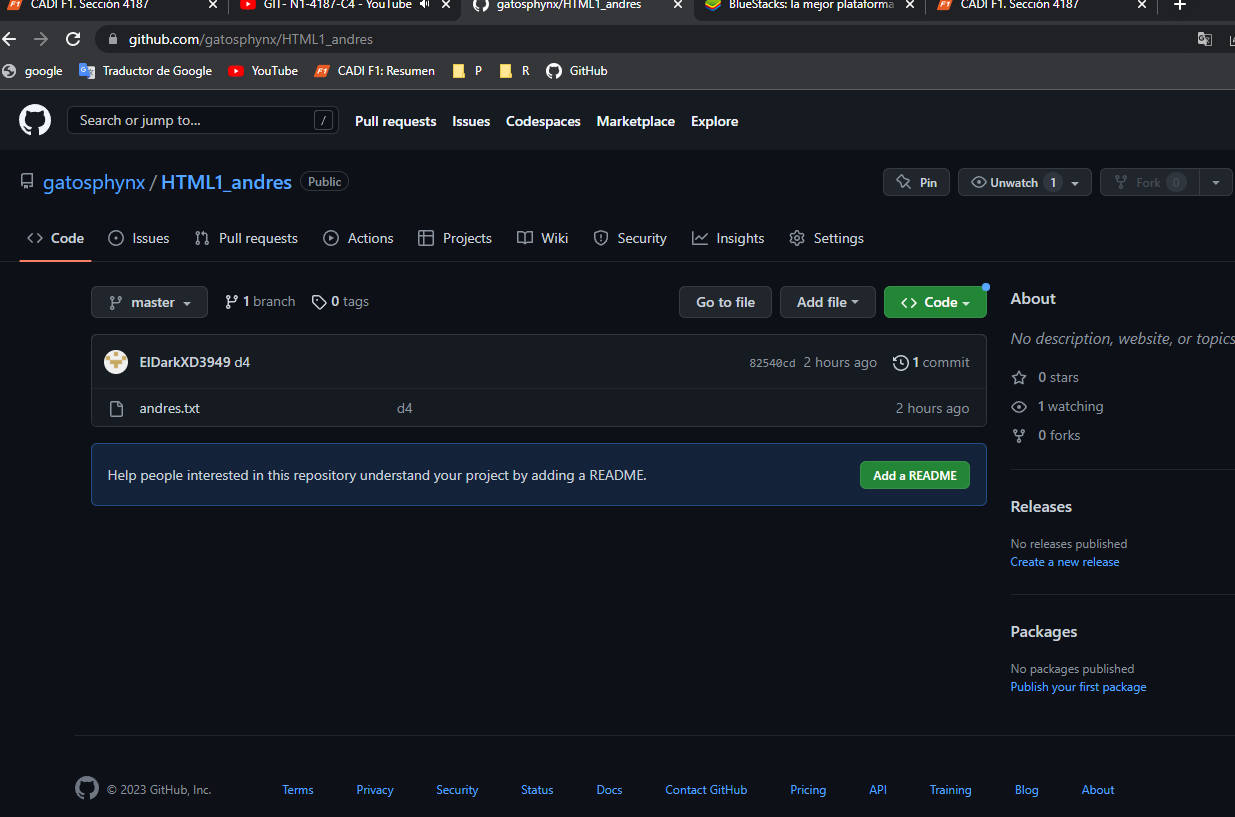 CADI F1. Sección 4187
GIT- N1-4187-C4 - YouTube
gatosphynx/HTML1_andres
BlueStacks: la mejor plataforma
CADI F1. Sección 4187
github.com/gatosphynx/HTML1_andres
google
Traductor de Google
YouTube
CADI F1: Resumen
P
R
GitHub
Search or jump to...
/
Pull requests
Issues
Codespaces
Marketplace
Explore
gatosphynx / HTML1_andres
Public
Pin
Unwatch 1
Fork 0
Code
Issues
Pull requests
Actions
Projects
Wiki
Security
Insights
Settings
master
1 branch
0 tags
Go to file
Add file
Code
ElDarkXD3949 d4
82540cd 2 hours ago
1 commit
andres.txt
d4
2 hours ago
Help people interested in this repository understand your project by adding a README.
Add a README
About
No description, website, or topics
0 stars
1 watching
0 forks
Releases
No releases published
Create a new release
Packages
No packages published
Publish your first package
© 2023 GitHub, Inc.
Terms
Privacy
Security
Status
Docs
Contact GitHub
Pricing
API
Training
Blog
About